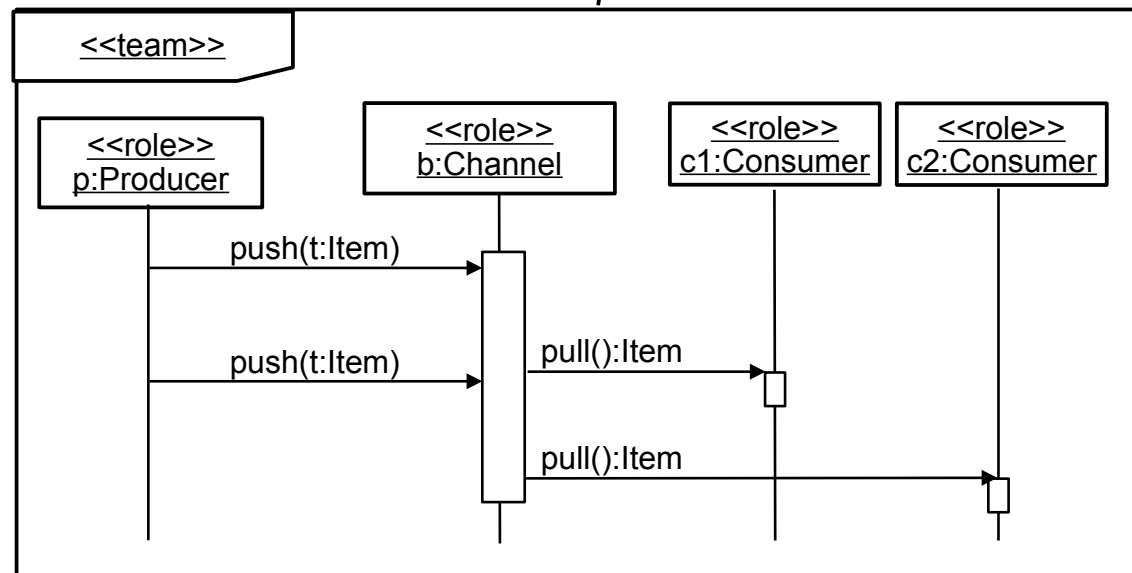 <<team>>
<<role>>
p:Producer
<<role>>
b:Channel
<<role>>
c1:Consumer
<<role>>
c2:Consumer
push(t:Item)
pull():Item
push(t:Item)
pull():Item